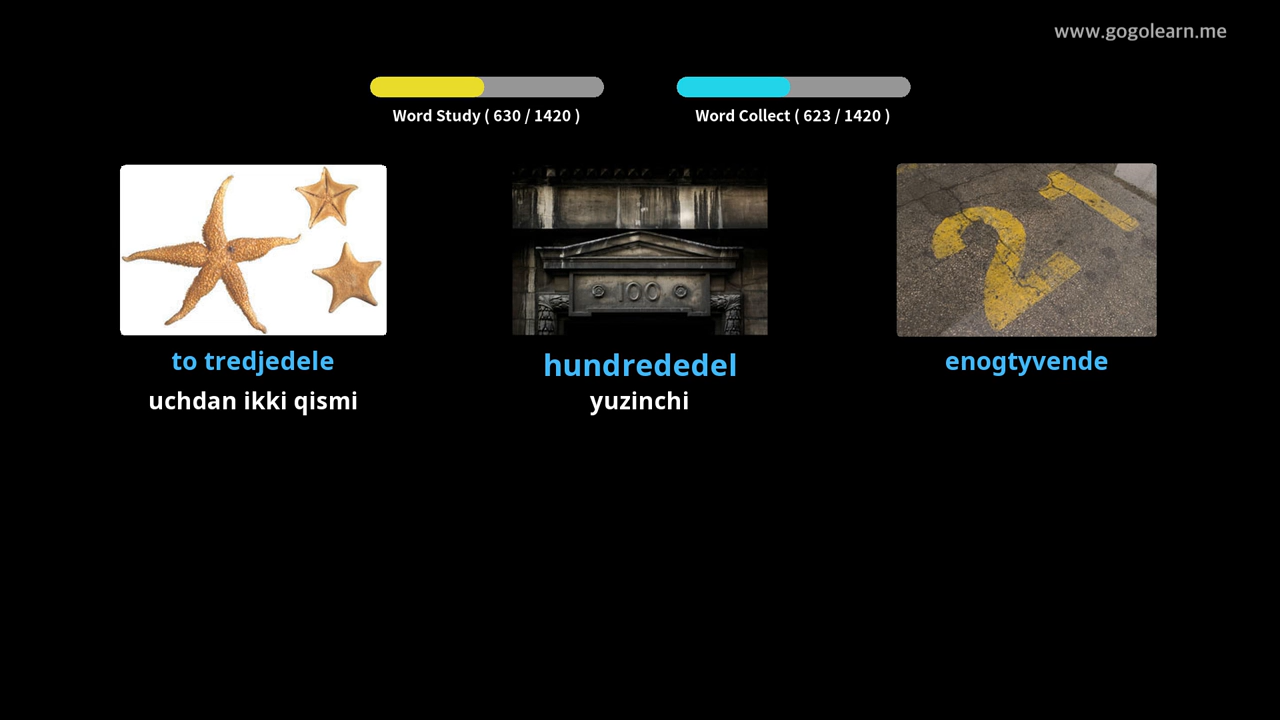 www.gogolearn.me
Word Study ( 630 / 1420 )
Word Collect ( 623 / 1420 )
100
21
to tredjedele
hundrededel
enogtyvende
uchdan ikki qismi
yuzinchi